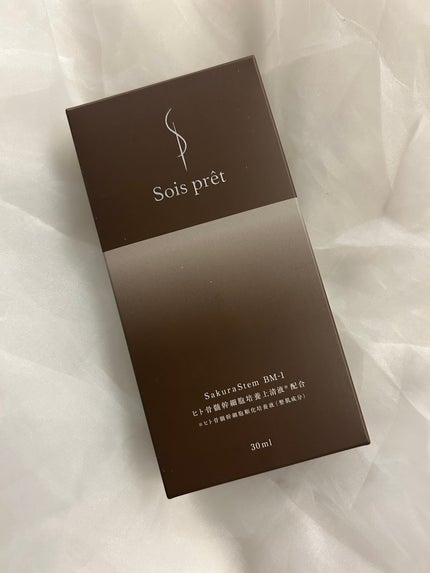 Sois prêt
SakuraStem BM-1
ヒト骨髄幹細胞培養上清液※配合
※ヒト骨髄幹細胞順化培養液(整肌成分)
30ml